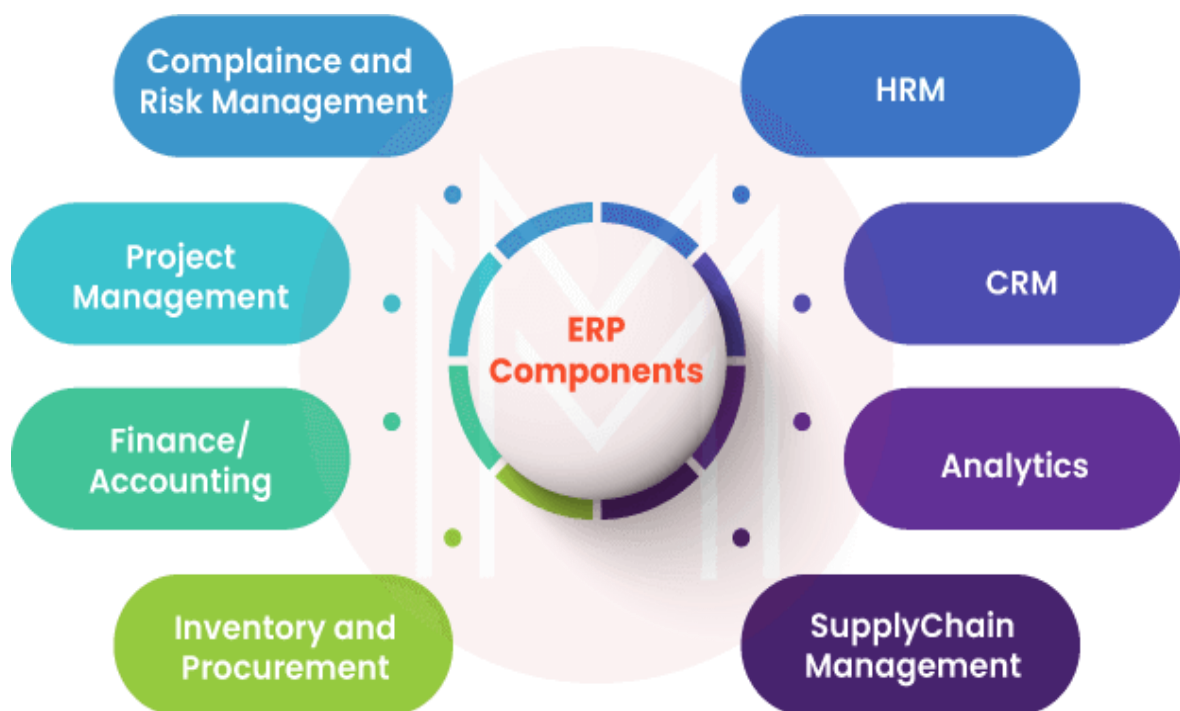 Complaince and
Risk Management
HRM
Project
Management
CRM
ERP
Components
Finance/
Accounting
Analytics
Inventory and
Procurement
SupplyChain
Management